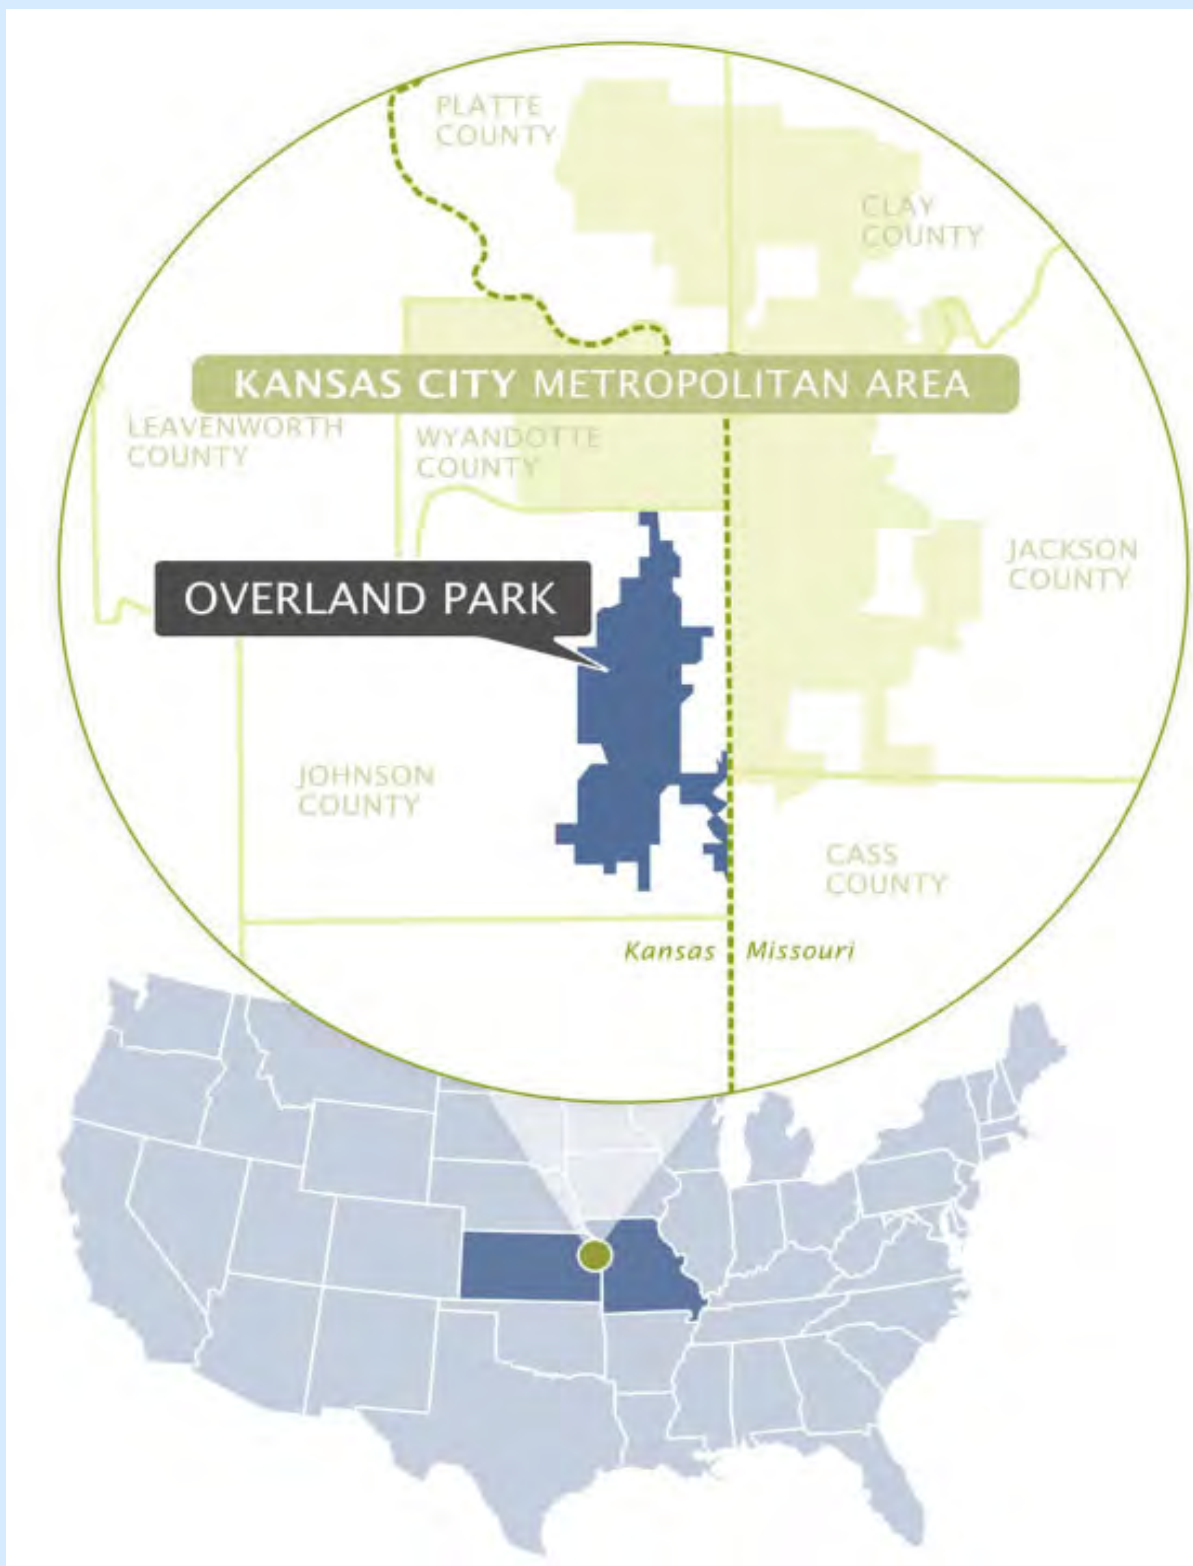 PLATTE
COUNTY
CLAY
COUNTY
KANSAS CITY METROPOLITAN AREA
LEAVENWORTH
COUNTY
WYANDOTTE
COUNTY
JACKSON
COUNTY
OVERLAND PARK
JOHNSON
COUNTY
CASS
COUNTY
Kansas Missouri